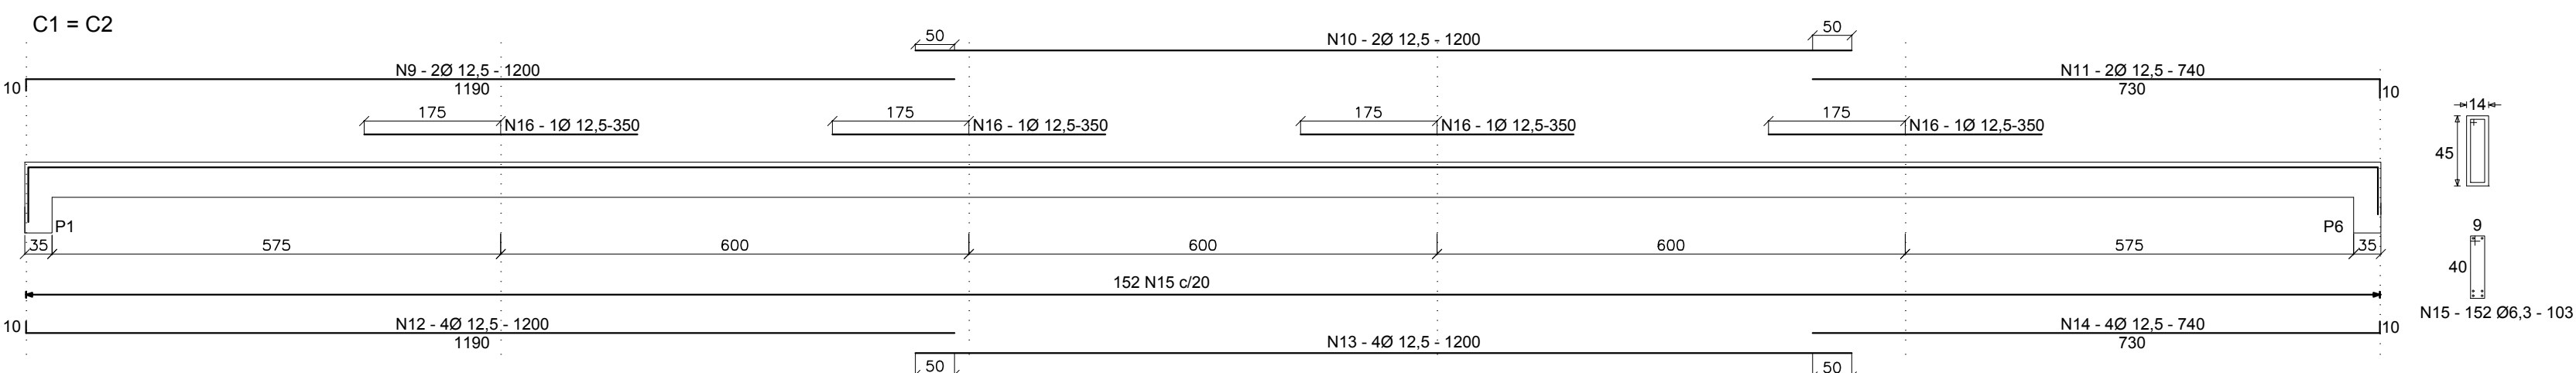 C1 = C2
50
N10 - 2Ø 12,5 - 1200
50
N9 - 2Ø 12,5 - 1200
10
1190
N11 - 2Ø 12,5 - 740
730
10
175
N16 - 1Ø 12,5-350
175
N16 - 1Ø 12,5-350
175
N16 - 1Ø 12,5-350
175
N16 - 1Ø 12,5-350
14
45
P1
P6
35
575
600
600
600
575
35
9
40
152 N15 c/20
N15 - 152 Ø6,3 - 103
10
N12 - 4Ø 12,5 - 1200
1190
N13 - 4Ø 12,5 - 1200
N14 - 4Ø 12,5 - 740
730
10
50
50